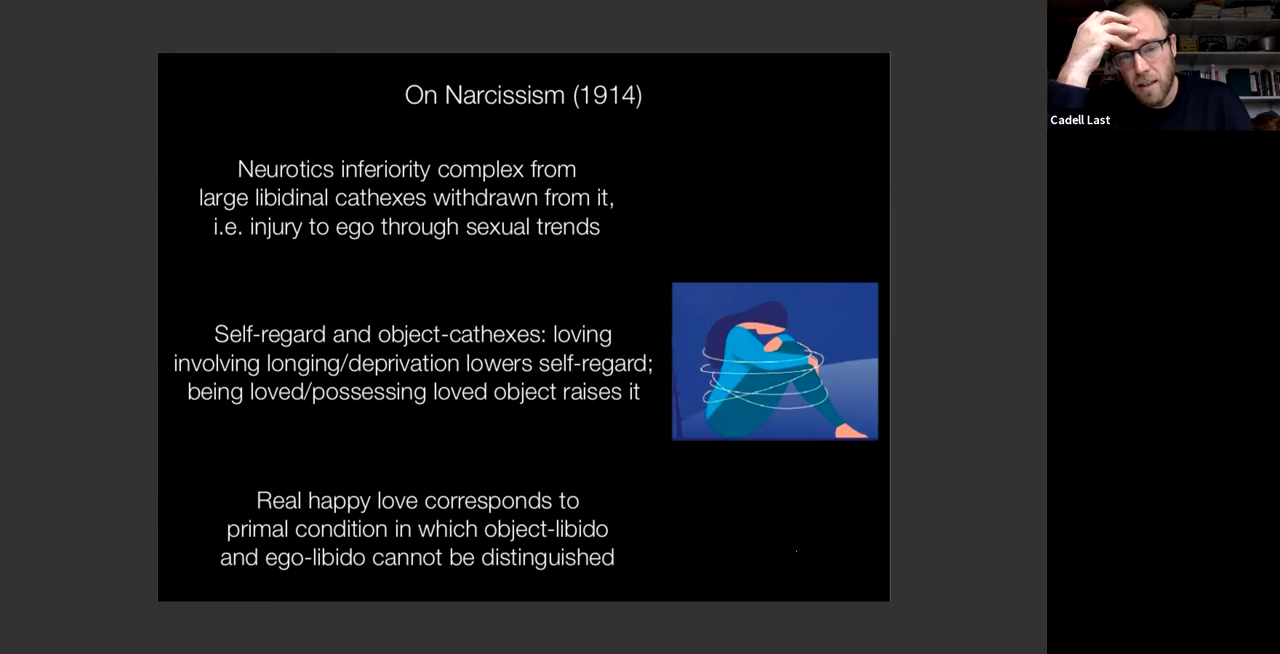 On Narcissism (1914)
Neurotics inferiority complex from
large libidinal cathexes withdrawn from it,
i.e. injury to ego through sexual trends
Self-regard and object-cathexes: loving
involving longing/deprivation lowers self-regard;
being loved/possessing loved object raises it
Real happy love corresponds to
primal condition in which object-libido
and ego-libido cannot be distinguished
Cadell Last